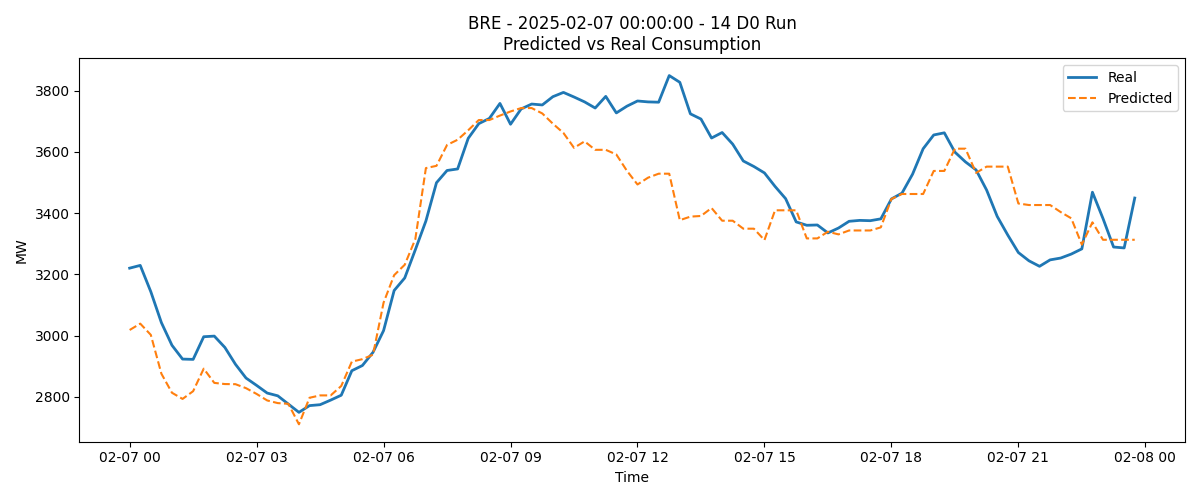 BRE - 2025-02-07 00:00:00 - 14 D0 Run
Predicted vs Real Consumption
Real
Predicted
MW
3800
3600
3400
3200
3000
2800
02-07 00
02-07 03
02-07 06
02-07 09
02-07 12
02-07 15
02-07 18
02-07 21
02-08 00
Time